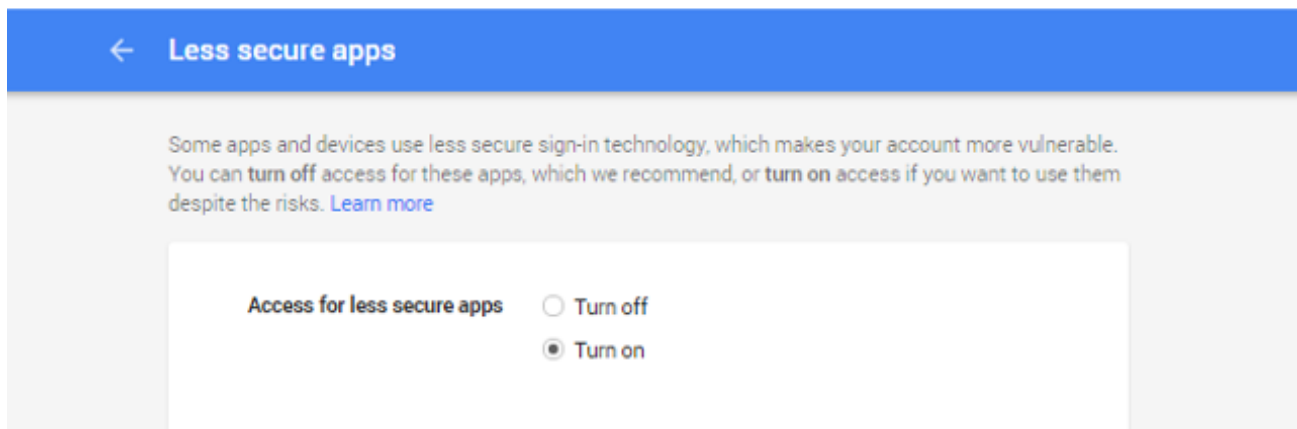 Less secure apps
Some apps and devices use less secure sign-in technology, which makes your account more vulnerable.
You can turn off access for these apps, which we recommend, or turn on access if you want to use them
despite the risks. Learn more
Access for less secure apps
Turn off
Turn on